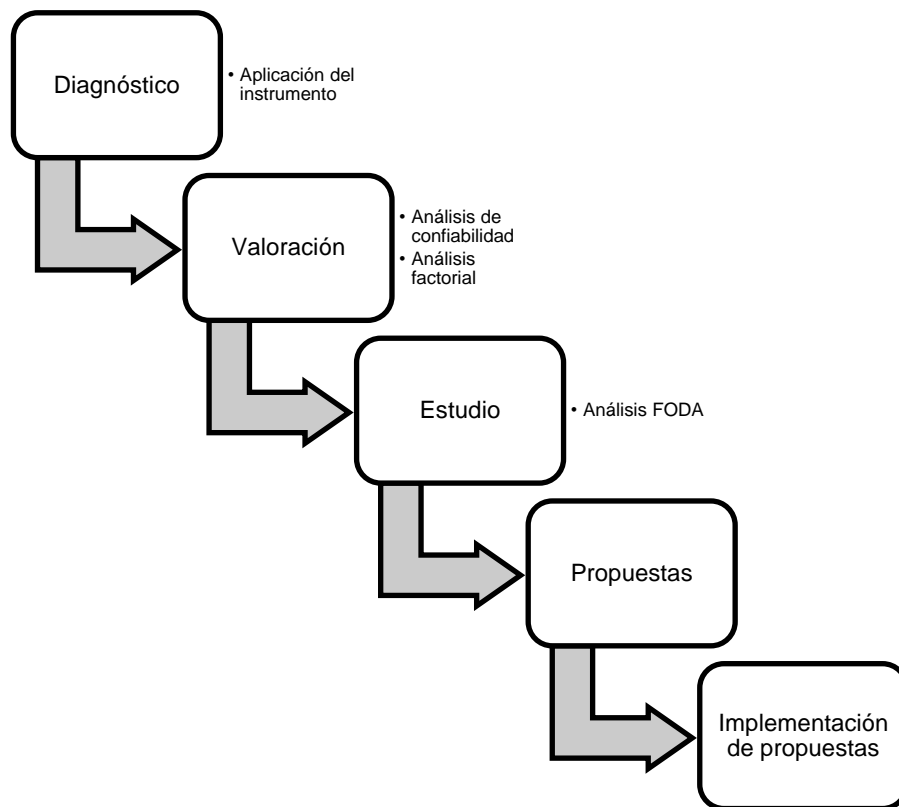 Diagnóstico
• Aplicación del
instrumento
Valoración
• Análisis de
confiabilidad
• Análisis
factorial
Estudio
• Análisis FODA
Propuestas
Implementación
de propuestas